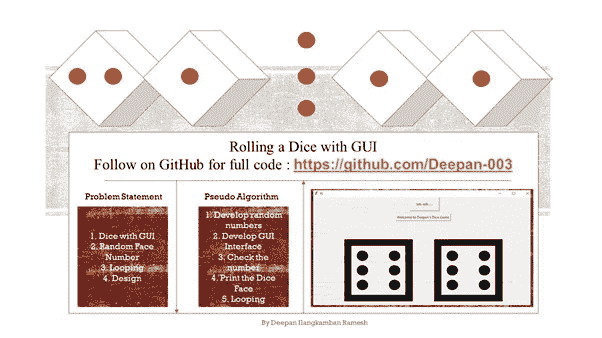 Rolling a Dice with GUI
Follow on GitHub for full code : https://github.com/Deepan-003
Problem Statement
1. Dice with GUI
2. Random Face
Number
3. Looping
4. Design
Pseudo Algorithm
1. Develop random
numbers
2. Develop GUI
Interface
3. Check the
number
4. Print the Dice
Face
5. Looping
Welcome to Deepan's Dice Game
By Deepan Ilangkamban Ramesh